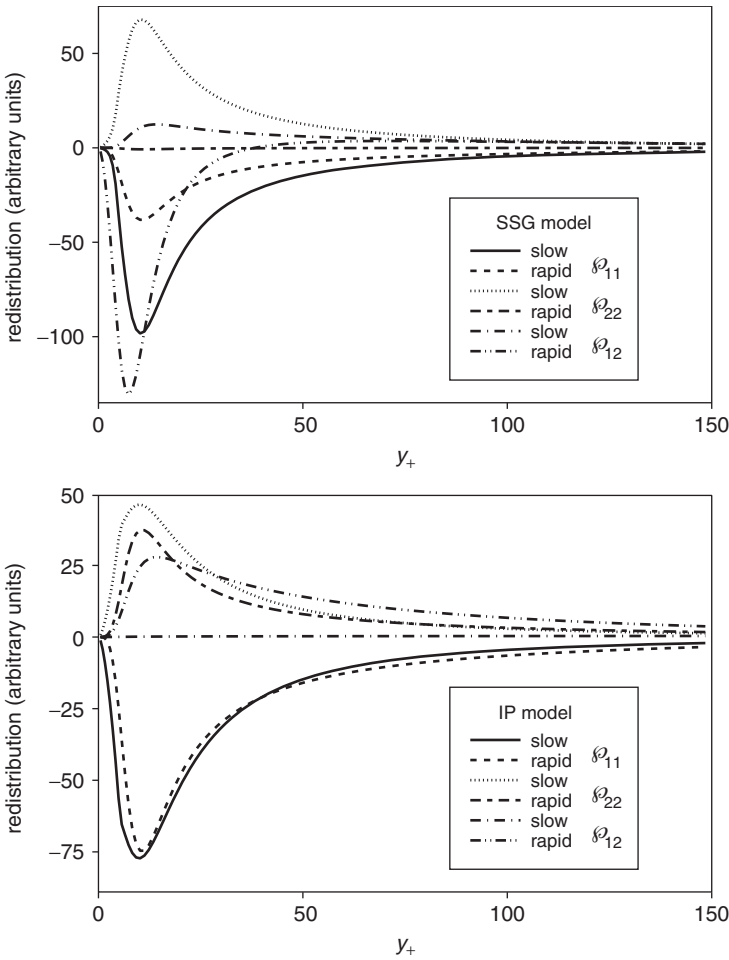 50
0
−50
−100
redistribution (arbitrary units)
SSG model
slow
rapid ℘11
slow
rapid ℘22
slow
rapid ℘12
0 50 100 150
y+
50
25
0
−25
−50
−75
redistribution (arbitrary units)
IP model
slow
rapid ℘11
slow
rapid ℘22
slow
rapid ℘12
0 50 100 150
y+